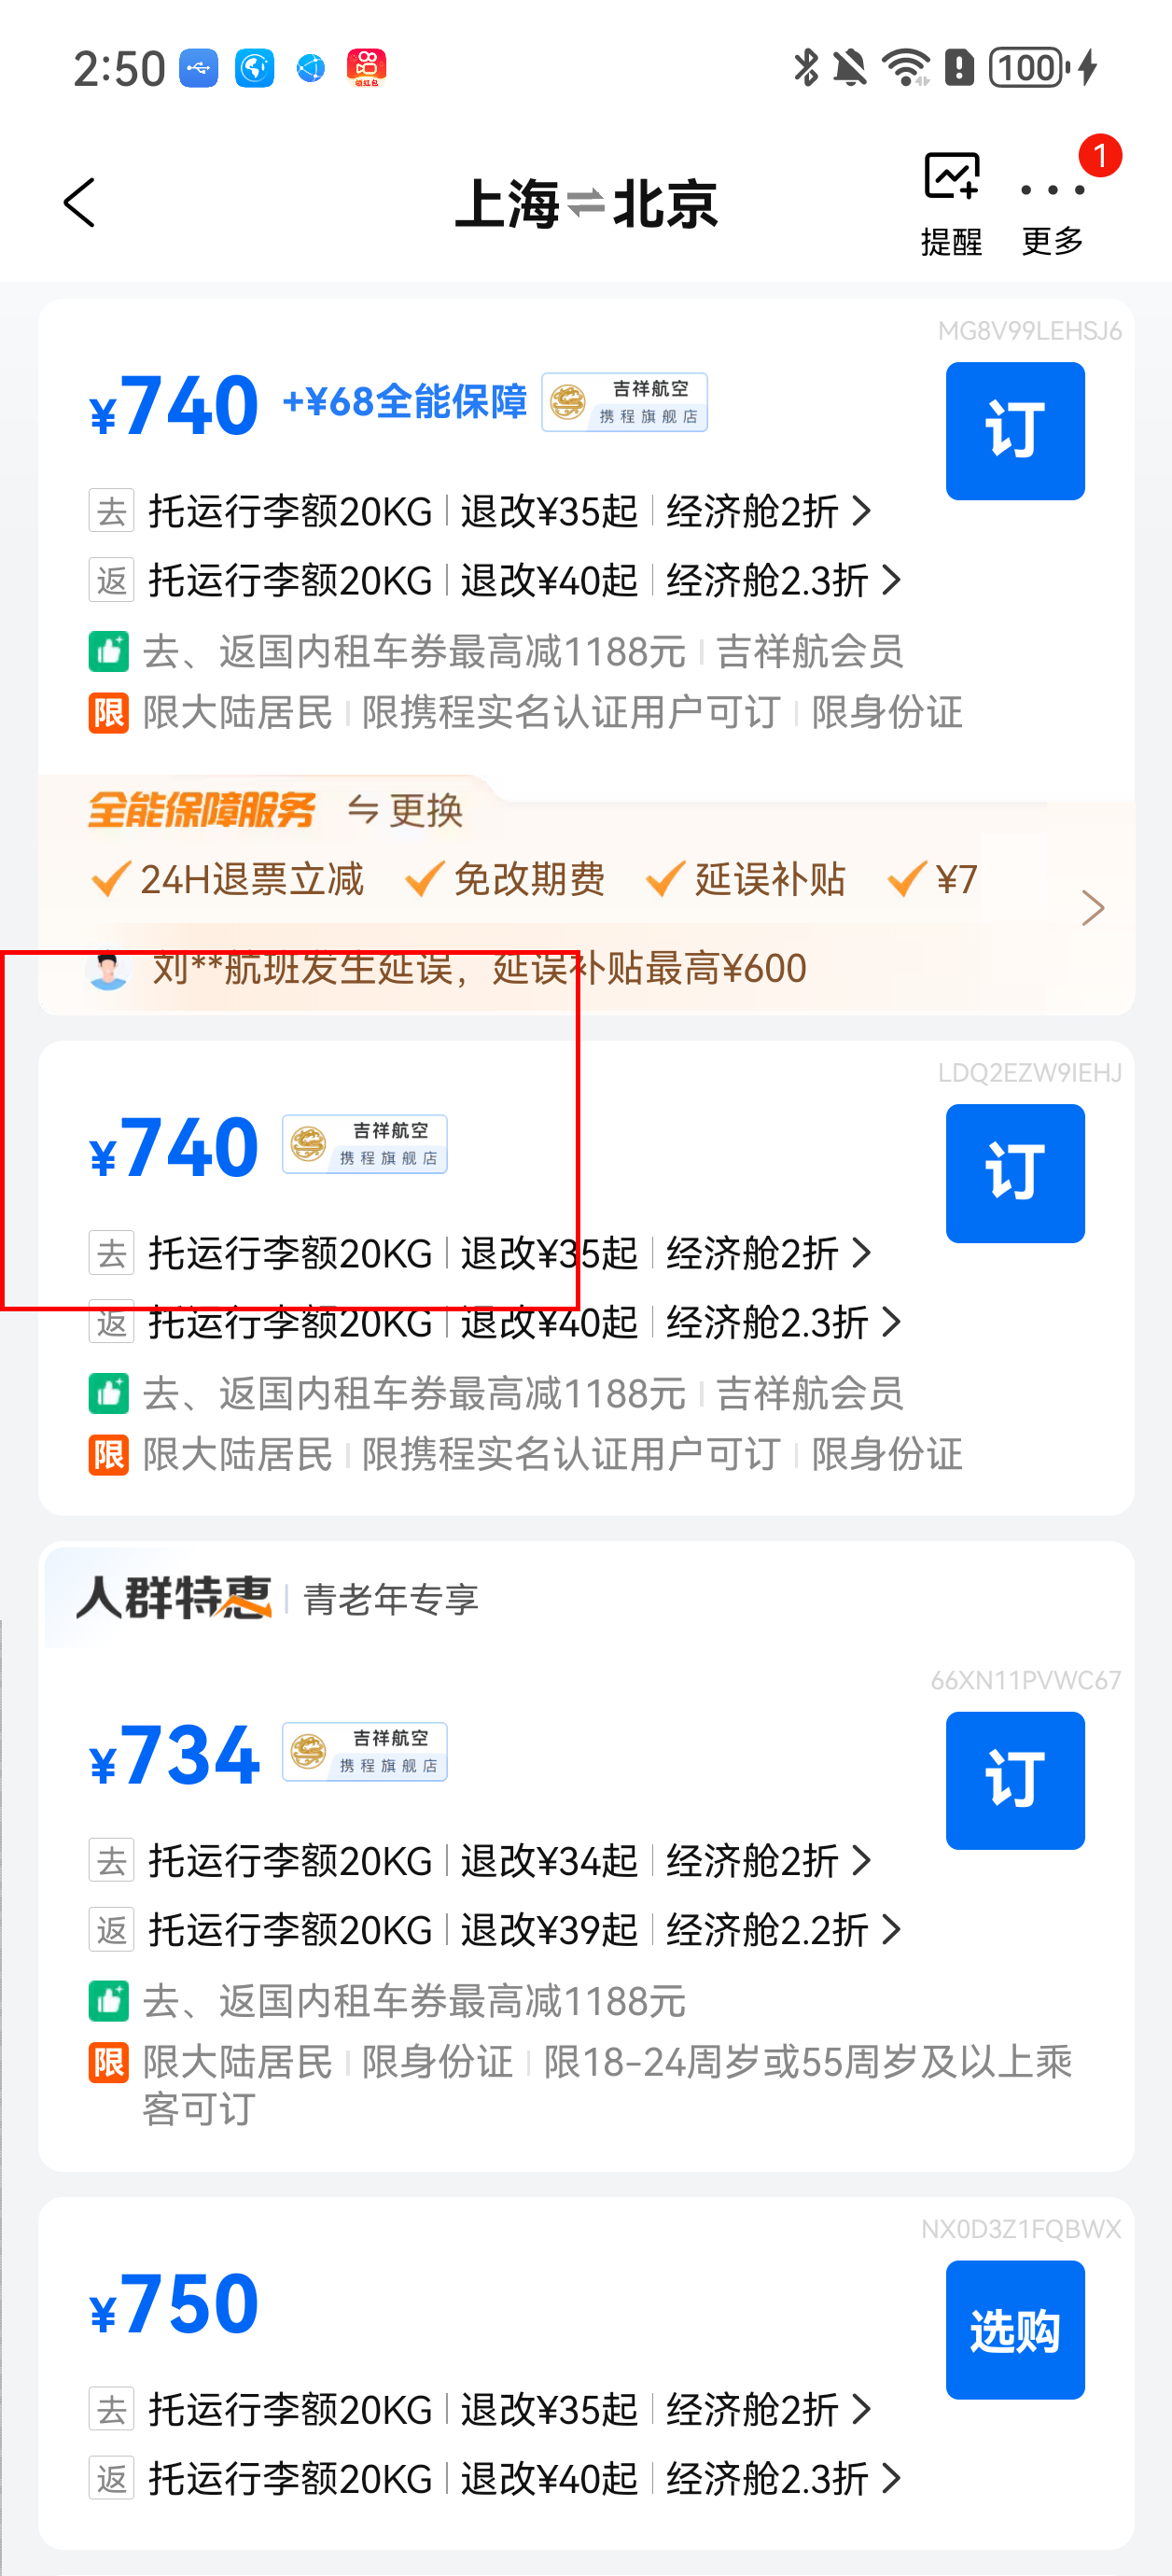 2:50
领红包
100
上海⇌北京
提醒
更多
1
MG8V99LEHSJ6
¥740 +¥68全能保障 吉祥航空 携程旗舰店
订
去 托运行李额20KG | 退改¥35起 | 经济舱2折 >
返 托运行李额20KG | 退改¥40起 | 经济舱2.3折 >
去、返国内租车券最高减1188元 | 吉祥航会员
限 限大陆居民 | 限携程实名认证用户可订 | 限身份证
全能保障服务 ⇋ 更换
24H退票立减 免改期费 延误补贴 ¥7
刘**航班发生延误，延误补贴最高¥600
LDQ2EZW9IEHJ
¥740 吉祥航空 携程旗舰店
订
去 托运行李额20KG | 退改¥35起 | 经济舱2折 >
返 托运行李额20KG | 退改¥40起 | 经济舱2.3折 >
去、返国内租车券最高减1188元 | 吉祥航会员
限 限大陆居民 | 限携程实名认证用户可订 | 限身份证
人群特惠 | 青老年专享
66XN11PVWC67
¥734 吉祥航空 携程旗舰店
订
去 托运行李额20KG | 退改¥34起 | 经济舱2折 >
返 托运行李额20KG | 退改¥39起 | 经济舱2.2折 >
去、返国内租车券最高减1188元
限 限大陆居民 | 限身份证 | 限18-24周岁或55周岁及以上乘
客可订
NX0D3Z1FQBWX
¥750
选购
去 托运行李额20KG | 退改¥35起 | 经济舱2折 >
返 托运行李额20KG | 退改¥40起 | 经济舱2.3折 >